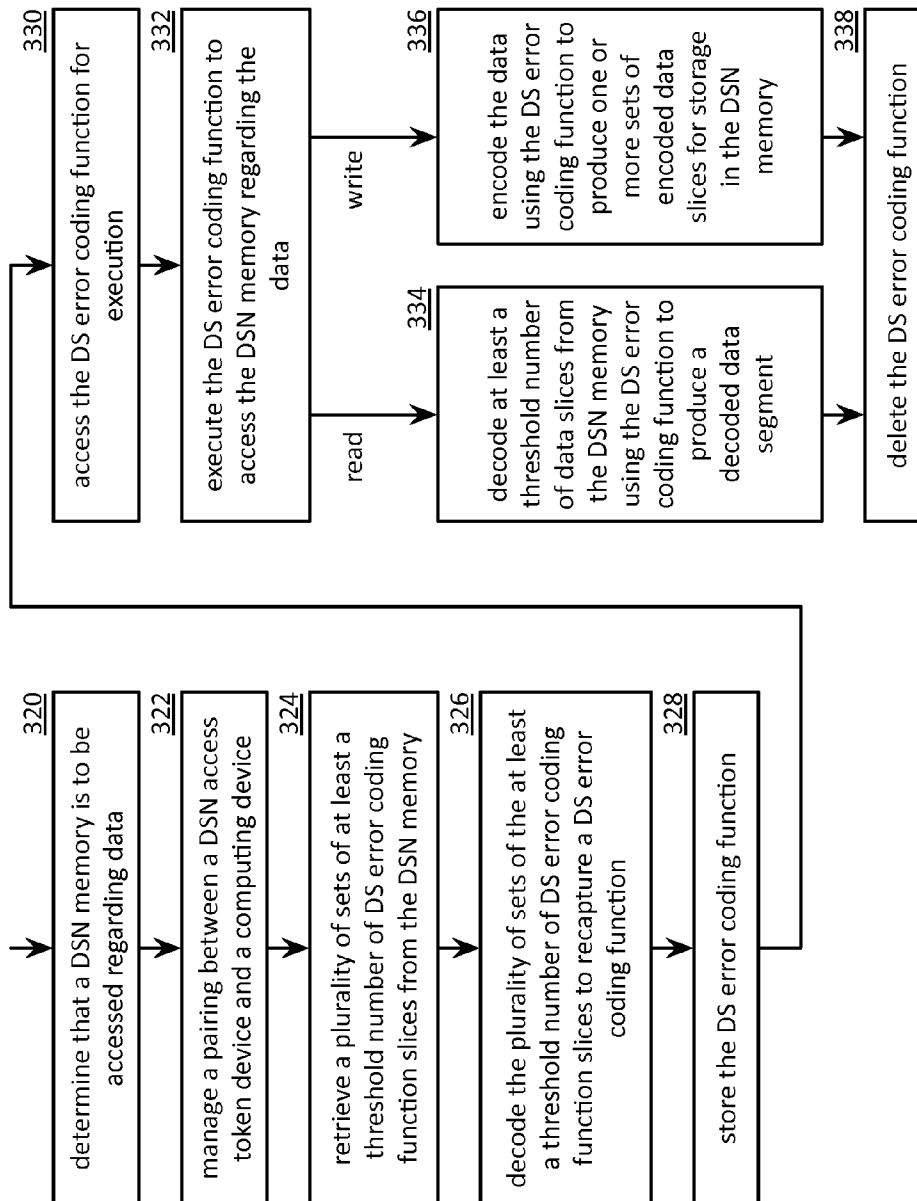 320
determine that a DSN memory is to be
accessed regarding data
322
manage a pairing between a DSN access
token device and a computing device
324
retrieve a plurality of sets of at least a
threshold number of DS error coding
function slices from the DSN memory
326
decode the plurality of sets of the at least
a threshold number of DS error coding
function slices to recapture a DS error
coding function
328
store the DS error coding function
330
access the DS error coding function for
execution
332
execute the DS error coding function to
access the DSN memory regarding the
data
read
write
334
decode at least a
threshold number
of data slices from
the DSN memory
using the DS error
coding function to
produce a
decoded data
segment
336
encode the data
using the DS error
coding function to
produce one or
more sets of
encoded data
slices for storage
in the DSN
memory
338
delete the DS error coding function